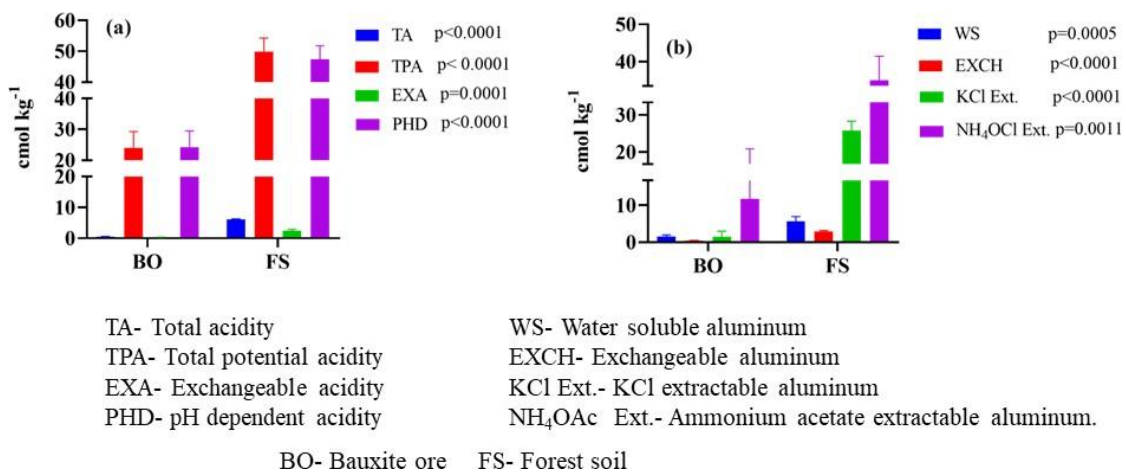 (a)
cmol kg-1
60
50
40
40
30
20
20
10
0
BO FS
TA p<0.0001
TPA p< 0.0001
EXA p=0.0001
PHD p<0.0001
(b)
cmol kg-1
50
40
30
20
10
0
BO FS
WS p=0.0005
EXCH p<0.0001
KCl Ext. p<0.0001
NH4OCl Ext. p=0.0011
TA- Total acidity
TPA- Total potential acidity
EXA- Exchangeable acidity
PHD- pH dependent acidity
WS- Water soluble aluminum
EXCH- Exchangeable aluminum
KCl Ext.- KCl extractable aluminum
NH4OAc Ext.- Ammonium acetate extractable aluminum.
BO- Bauxite ore FS- Forest soil